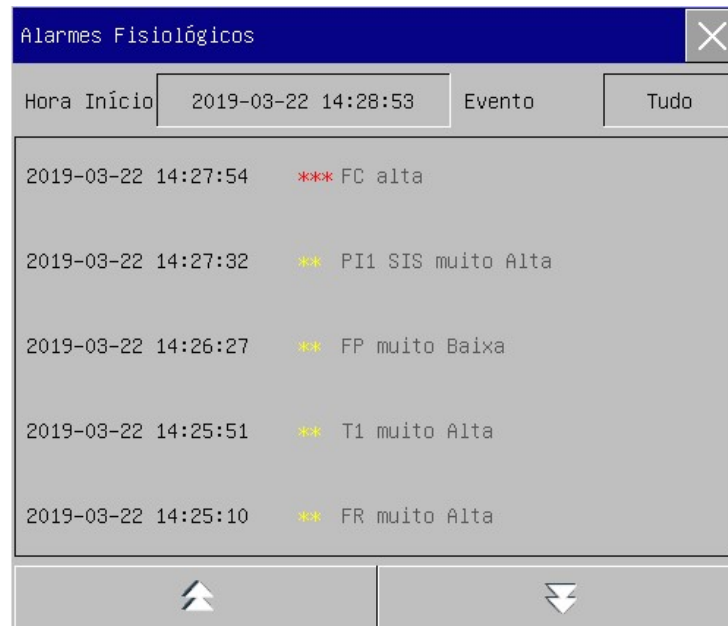 Alarmes Fisiológicos
Hora Início 2019-03-22 14:28:53 Evento Tudo
2019-03-22 14:27:54 *** FC alta
2019-03-22 14:27:32 ** PI1 SIS muito Alta
2019-03-22 14:26:27 ** FP muito Baixa
2019-03-22 14:25:51 ** T1 muito Alta
2019-03-22 14:25:10 ** FR muito Alta